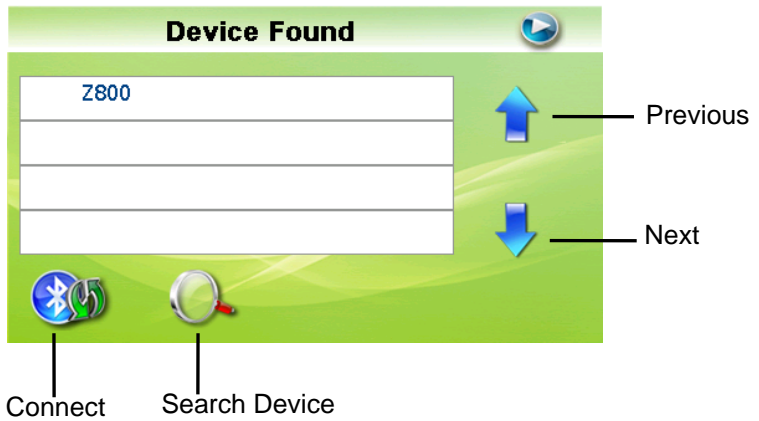 Device Found
Z800
Previous
Next
Connect
Search Device